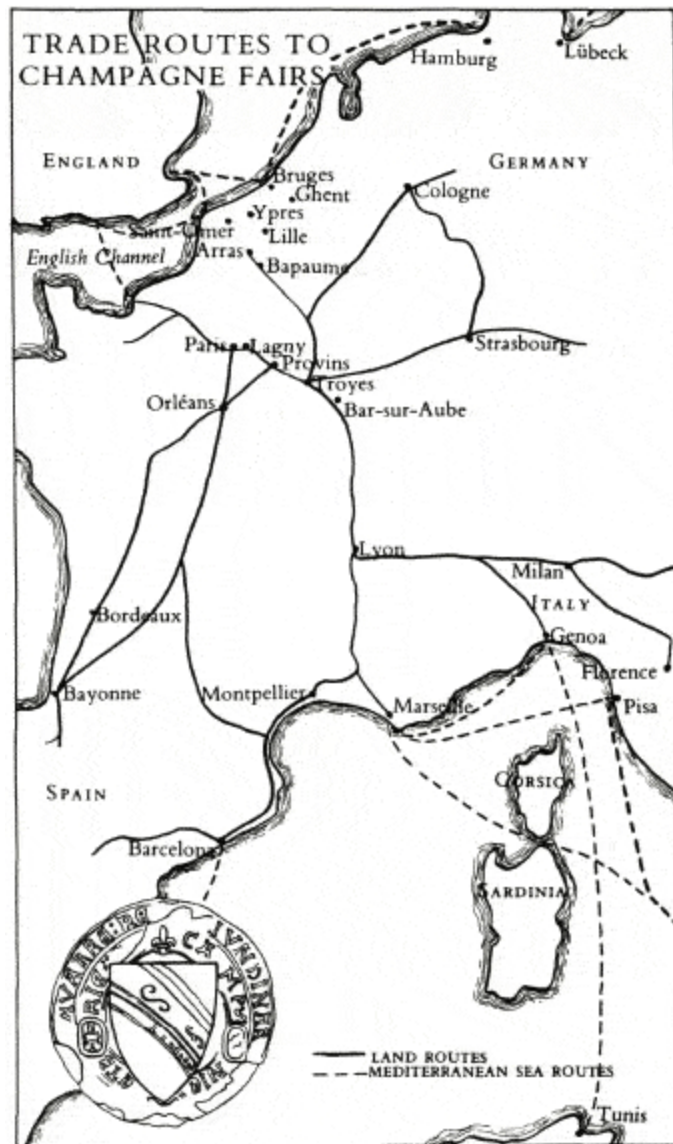 TRADE ROUTES TO
CHAMPAGNE FAIRS
Hamburg
Lübeck
ENGLAND
GERMANY
Bruges
Ghent
Cologne
Ypres
Saint-Omer
Lille
English Channel
Arras
Bapaume
Paris
Lagny
Strasbourg
Provins
Troyes
Orléans
Bar-sur-Aube
Lyon
Milan
ITALY
Bordeaux
Genoa
Florence
Bayonne
Montpellier
Marseille
Pisa
CORSICA
SPAIN
Barcelona
SARDINIA
LAND ROUTES
MEDITERRANEAN SEA ROUTES
Tunis